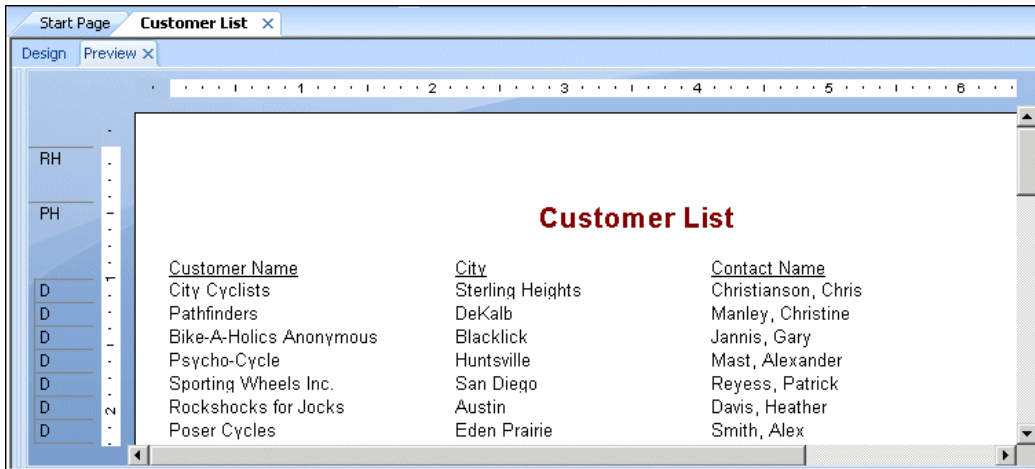 Start Page Customer List
Design Preview
1 2 3 4 5 6
RH
PH
Customer List
1
Customer Name City Contact Name
D City Cyclists Sterling Heights Christianson, Chris
D Pathfinders DeKalb Manley, Christine
D Bike-A-Holics Anonymous Blacklick Jannis, Gary
D Psycho-Cycle Huntsville Mast, Alexander
D Sporting Wheels Inc. San Diego Reyess, Patrick
D Rockshocks for Jocks Austin Davis, Heather
2
D Poser Cycles Eden Prairie Smith, Alex